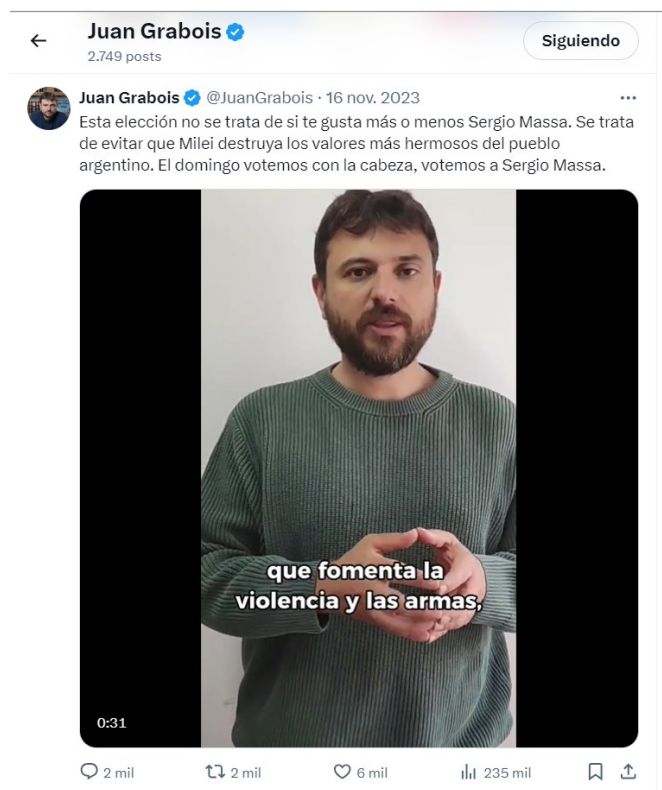 Juan Grabois
2.749 posts
Siguiendo
Juan Grabois @JuanGrabois · 16 nov. 2023
Esta elección no se trata de si te gusta más o menos Sergio Massa. Se trata
de evitar que Milei destruya los valores más hermosos del pueblo
argentino. El domingo votemos con la cabeza, votemos a Sergio Massa.
que fomenta la
violencia y las armas,
0:31
2 mil 2 mil 6 mil 235 mil